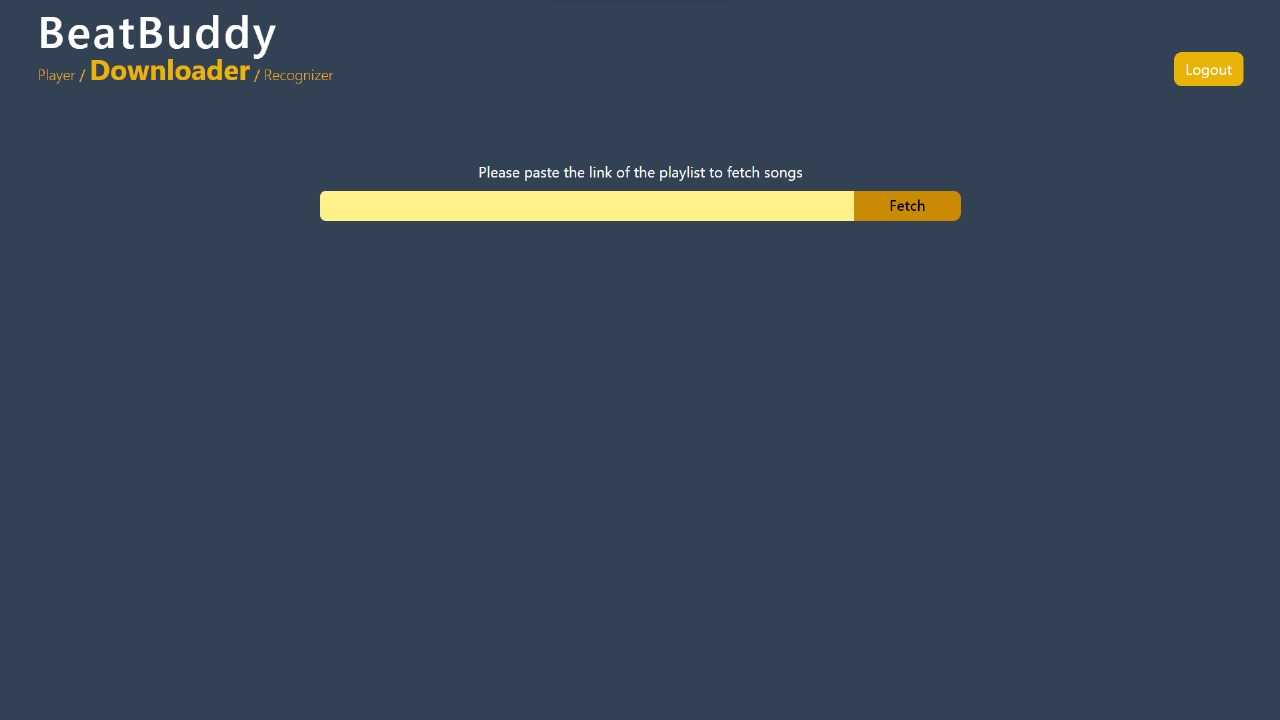 BeatBuddy
Player / Downloader / Recognizer
Logout
Please paste the link of the playlist to fetch songs
Fetch